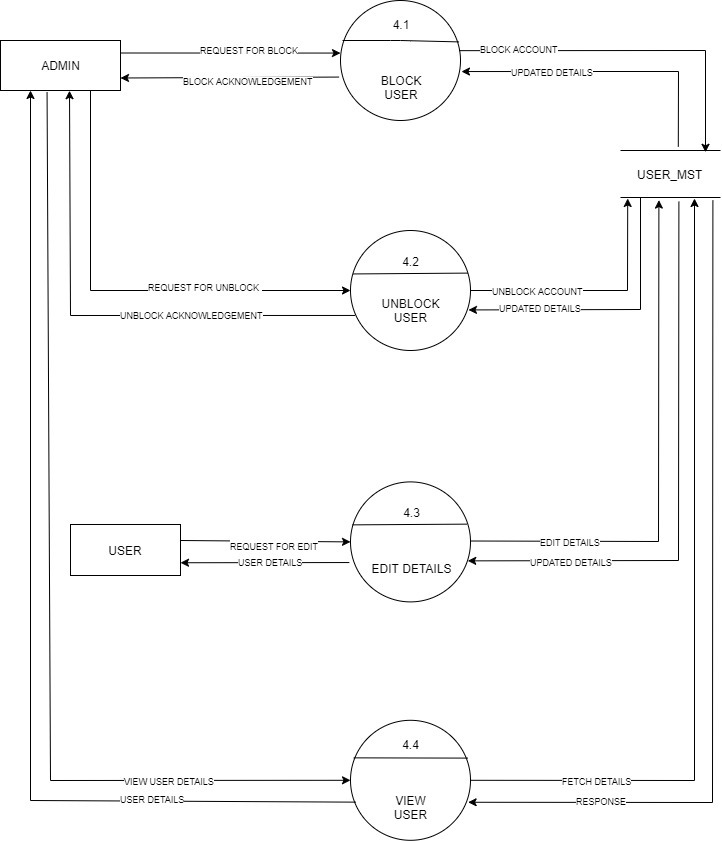 4.1
REQUEST FOR BLOCK
BLOCK ACCOUNT
ADMIN
UPDATED DETAILS
BLOCK ACKNOWLEDGEMENT
BLOCK
USER
USER_MST
4.2
REQUEST FOR UNBLOCK
UNBLOCK ACCOUNT
UNBLOCK
USER
UPDATED DETAILS
UNBLOCK ACKNOWLEDGEMENT
4.3
REQUEST FOR EDIT
EDIT DETAILS
USER
USER DETAILS
EDIT DETAILS
UPDATED DETAILS
4.4
VIEW USER DETAILS
FETCH DETAILS
USER DETAILS
VIEW
USER
RESPONSE